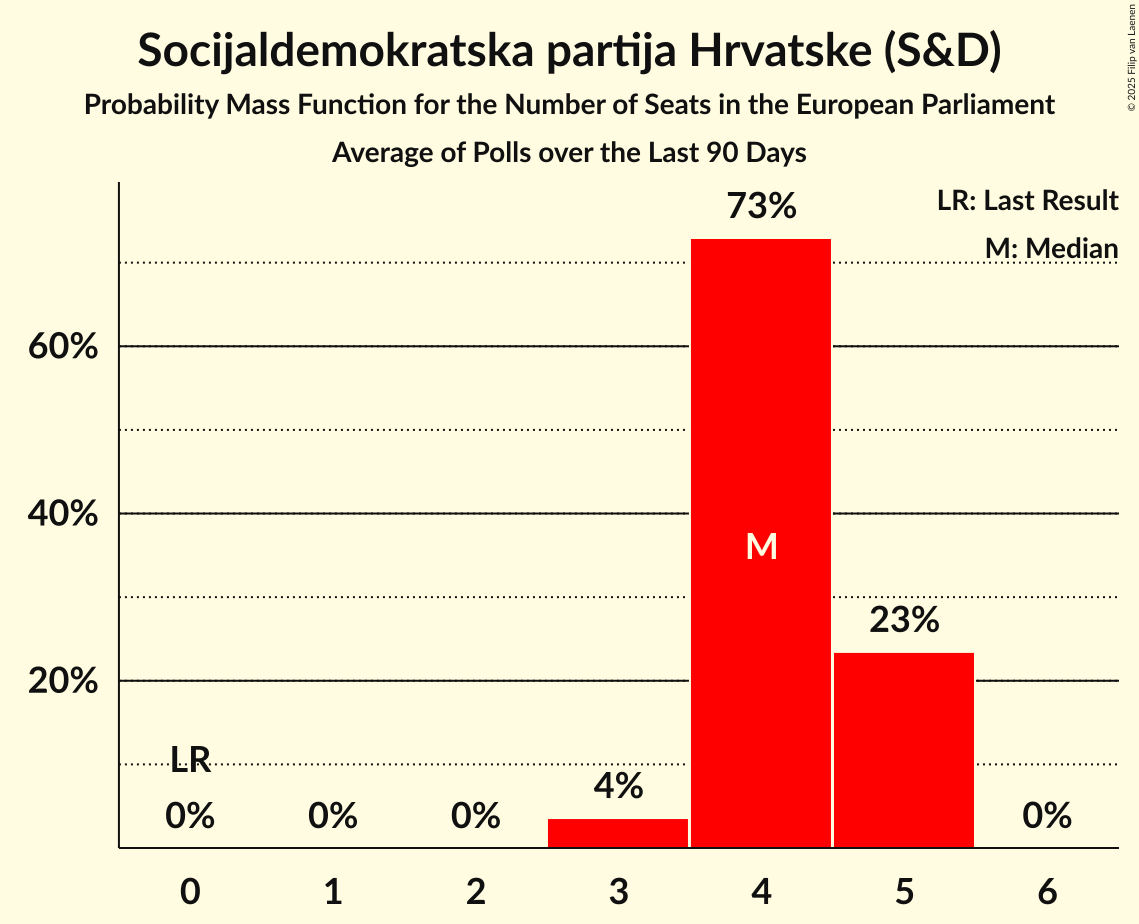 Socijaldemokratska partija Hrvatske (S&D)
Probability Mass Function for the Number of Seats in the European Parliament
Average of Polls over the Last 90 Days
© 2025 Filip van Laenen
LR: Last Result
M: Median
73%
60%
40%
M
23%
20%
LR
4%
0%
0%
0%
0%
0
1
2
3
4
5
6